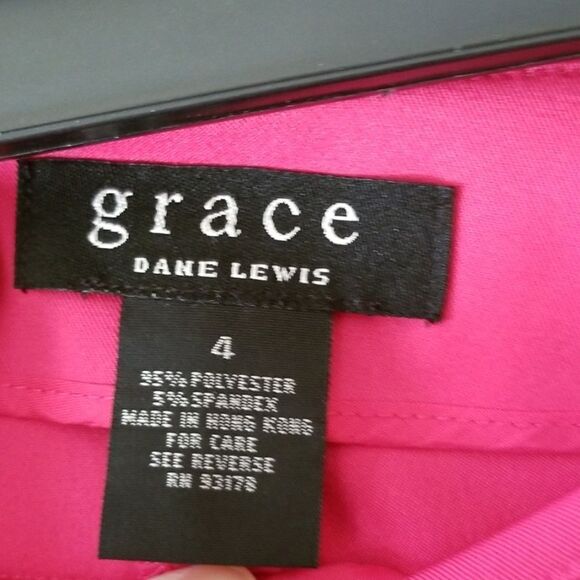 grace
DANE LEWIS
4
95% POLYESTER
5% SPANDEX
MADE IN HONG KONG
FOR CARE
SEE REVERSE
RN 93178